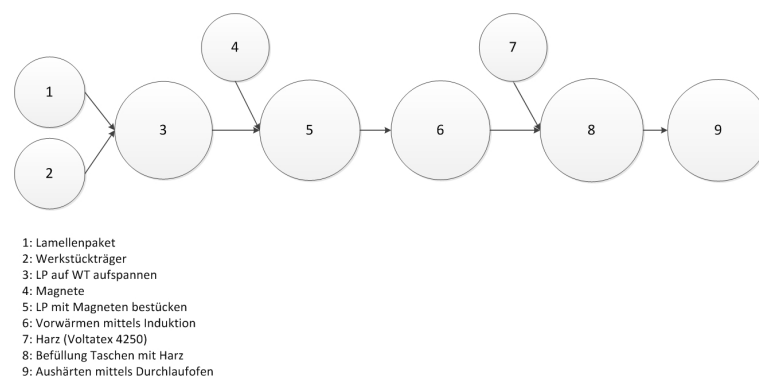 4
7
1
3
5
6
8
9
2
1: Lamellenpaket
2: Werkstückträger
3: LP auf WT aufspannen
4: Magnete
5: LP mit Magneten bestücken
6: Vorwärmen mittels Induktion
7: Harz (Voltatex 4250)
8: Befüllung Taschen mit Harz
9: Aushärten mittels Durchlaufofen